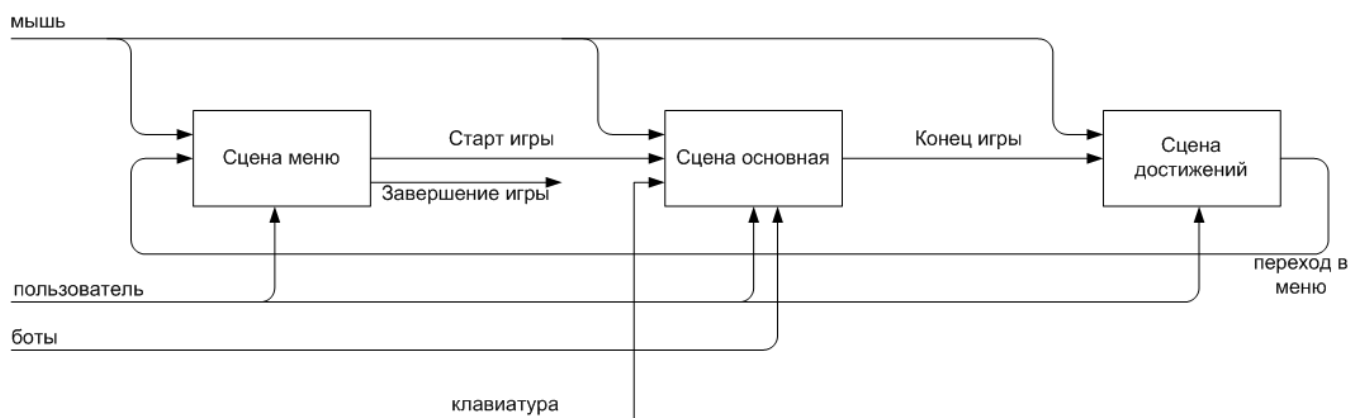 мышь
Старт игры
Конец игры
Сцена меню
Сцена основная
Сцена
достижений
Завершение игры
переход в
меню
пользователь
боты
клавиатура